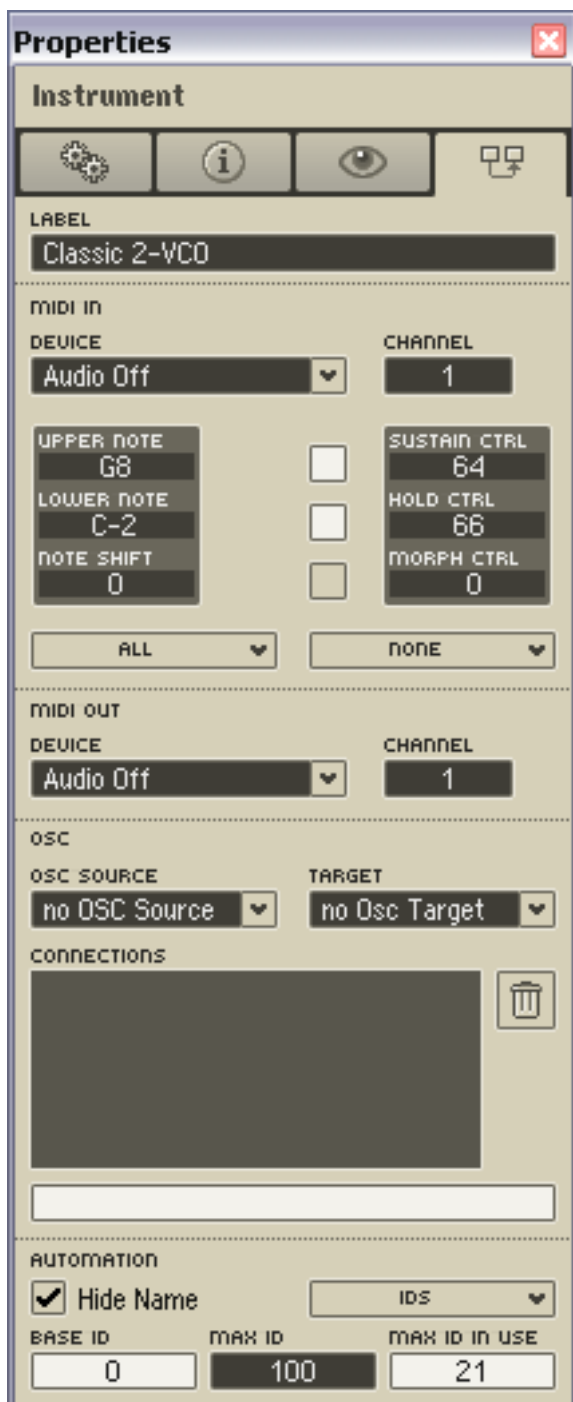 Properties
Instrument
LABEL
Classic 2-VCO
MIDI IN
DEVICE CHANNEL
Audio Off 1
UPPER NOTE SUSTAIN CTRL
G8 64
LOWER NOTE HOLD CTRL
C-2 66
NOTE SHIFT MORPH CTRL
0 0
ALL NONE
MIDI OUT
DEVICE CHANNEL
Audio Off 1
OSC
OSC SOURCE TARGET
no OSC Source no Osc Target
CONNECTIONS
AUTOMATION
Hide Name IDS
BASE ID MAX ID MAX ID IN USE
0 100 21